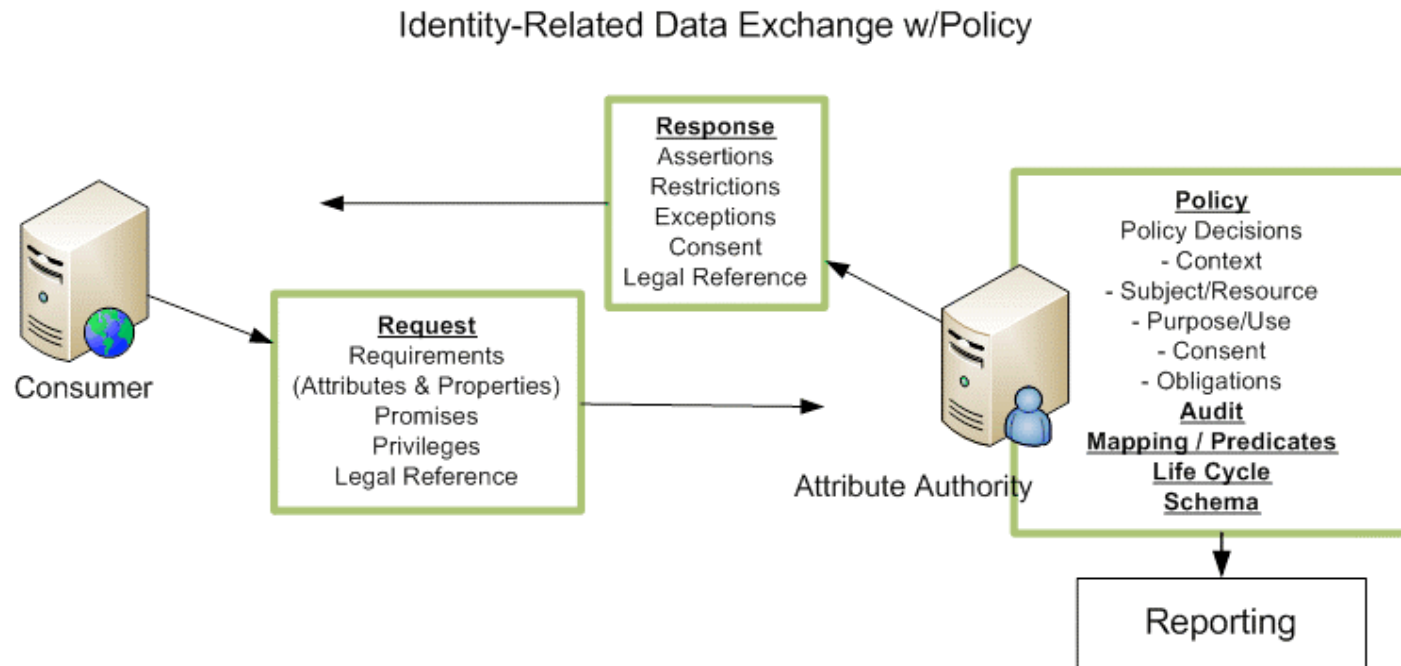 Identity-Related Data Exchange w/Policy
Response
Assertions
Restrictions
Exceptions
Consent
Legal Reference
Consumer
Request
Requirements
(Attributes & Properties)
Promises
Privileges
Legal Reference
Attribute Authority
Policy
Policy Decisions
- Context
- Subject/Resource
- Purpose/Use
- Consent
- Obligations
Audit
Mapping / Predicates
Life Cycle
Schema
Reporting